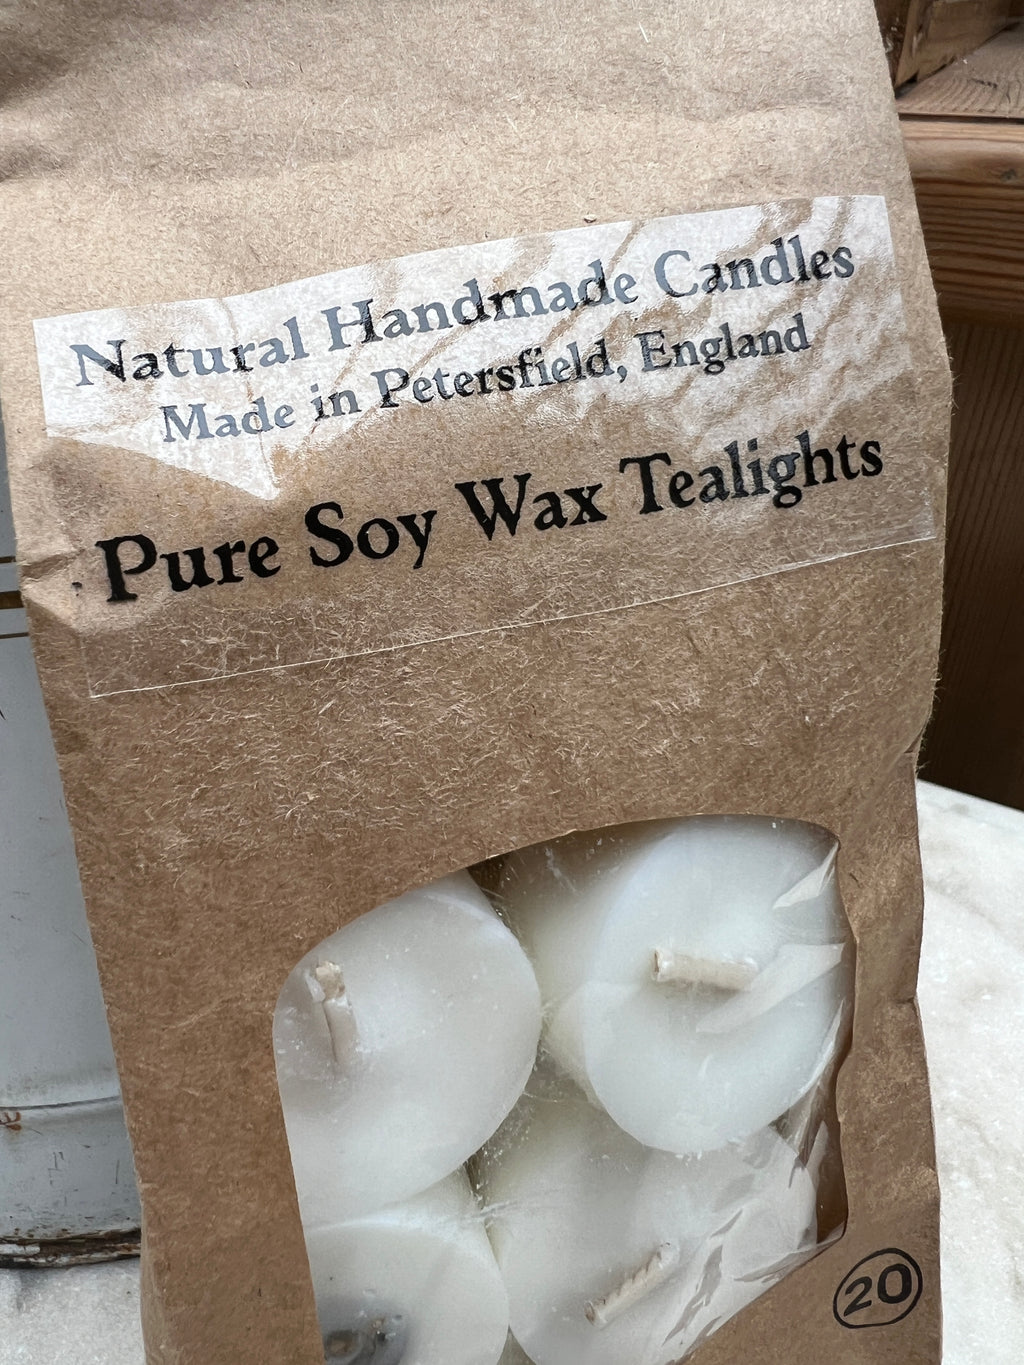 Natural Handmade Candles
Made in Petersfield, England
Pure Soy Wax Tealights
20